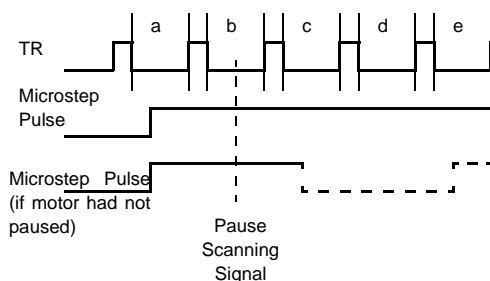 a b c d e
TR
Microstep
Pulse
Microstep Pulse
(if motor had not
paused)
Pause
Scanning
Signal